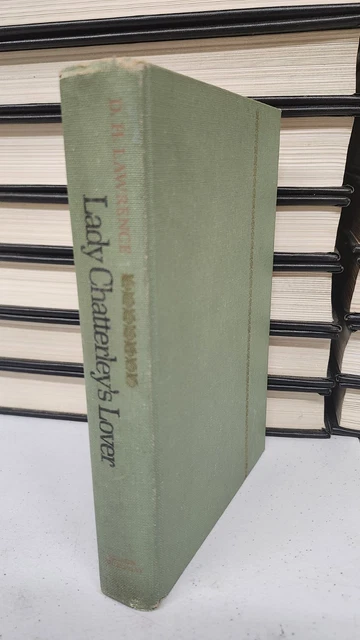 D. H. LAWRENCE
Lady Chatterley's Lover